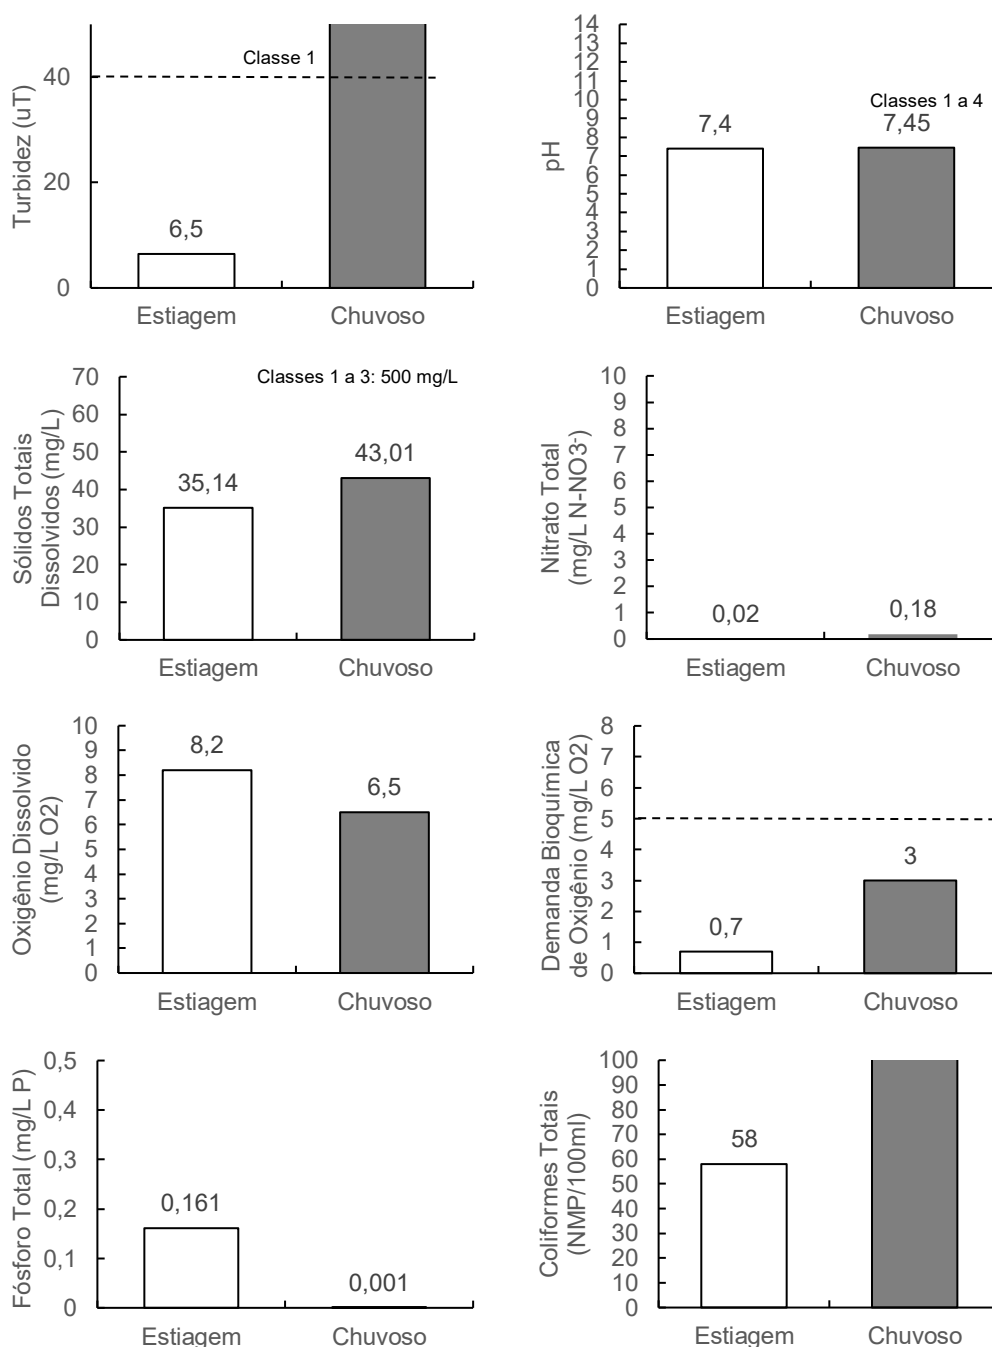 Turbidez (uT)
40
20
0
Classe 1
6,5
Estiagem
Chuvoso
pH
14
13
12
11
10
9
8
7
6
5
4
3
2
1
0
Classes 1 a 4
7,4
7,45
Estiagem
Chuvoso
Sólidos Totais
Dissolvidos (mg/L)
70
60
50
40
30
20
10
0
Classes 1 a 3: 500 mg/L
35,14
43,01
Estiagem
Chuvoso
Nitrato Total
(mg/L N-NO3-)
10
9
8
7
6
5
4
3
2
1
0
0,02
0,18
Estiagem
Chuvoso
Oxigênio Dissolvido
(mg/L O2)
10
9
8
7
6
5
4
3
2
1
0
8,2
6,5
Estiagem
Chuvoso
Demanda Bioquímica
de Oxigênio (mg/L O2)
8
7
6
5
4
3
2
1
0
0,7
3
Estiagem
Chuvoso
Fósforo Total (mg/L P)
0,5
0,4
0,3
0,2
0,1
0
0,161
0,001
Estiagem
Chuvoso
Coliformes Totais
(NMP/100ml)
100
90
80
70
60
50
40
30
20
10
0
58
Estiagem
Chuvoso